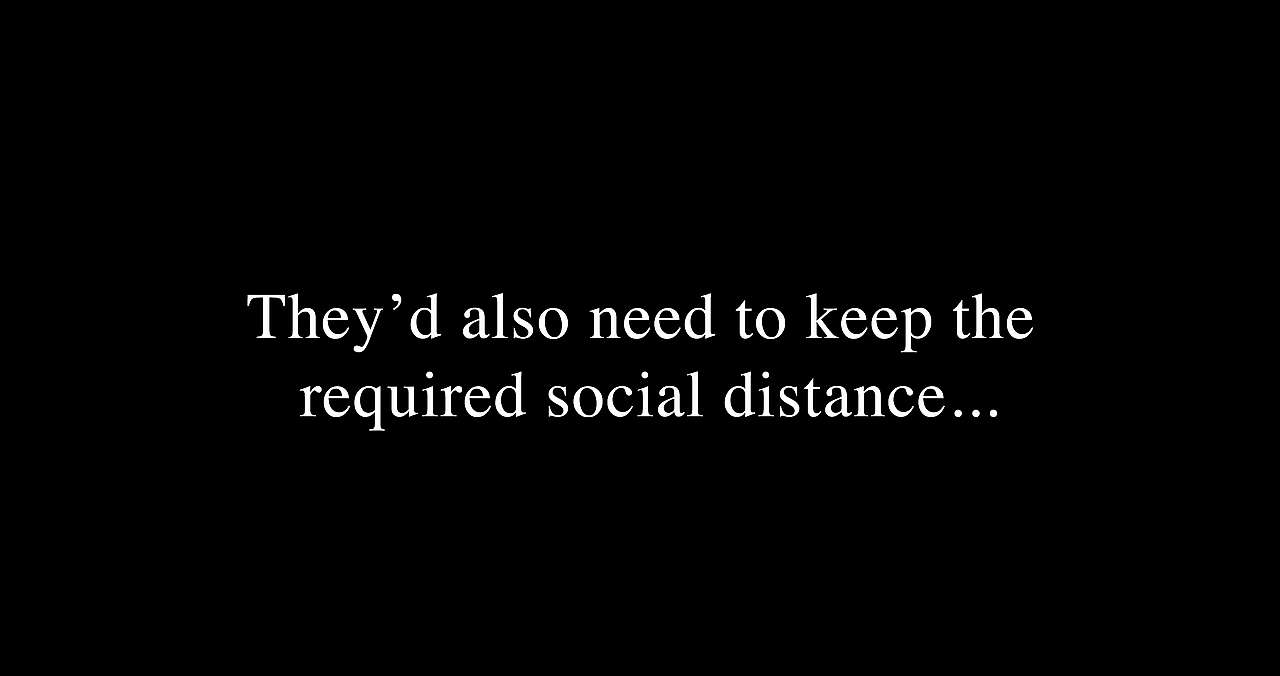 They’d also need to keep the
required social distance...